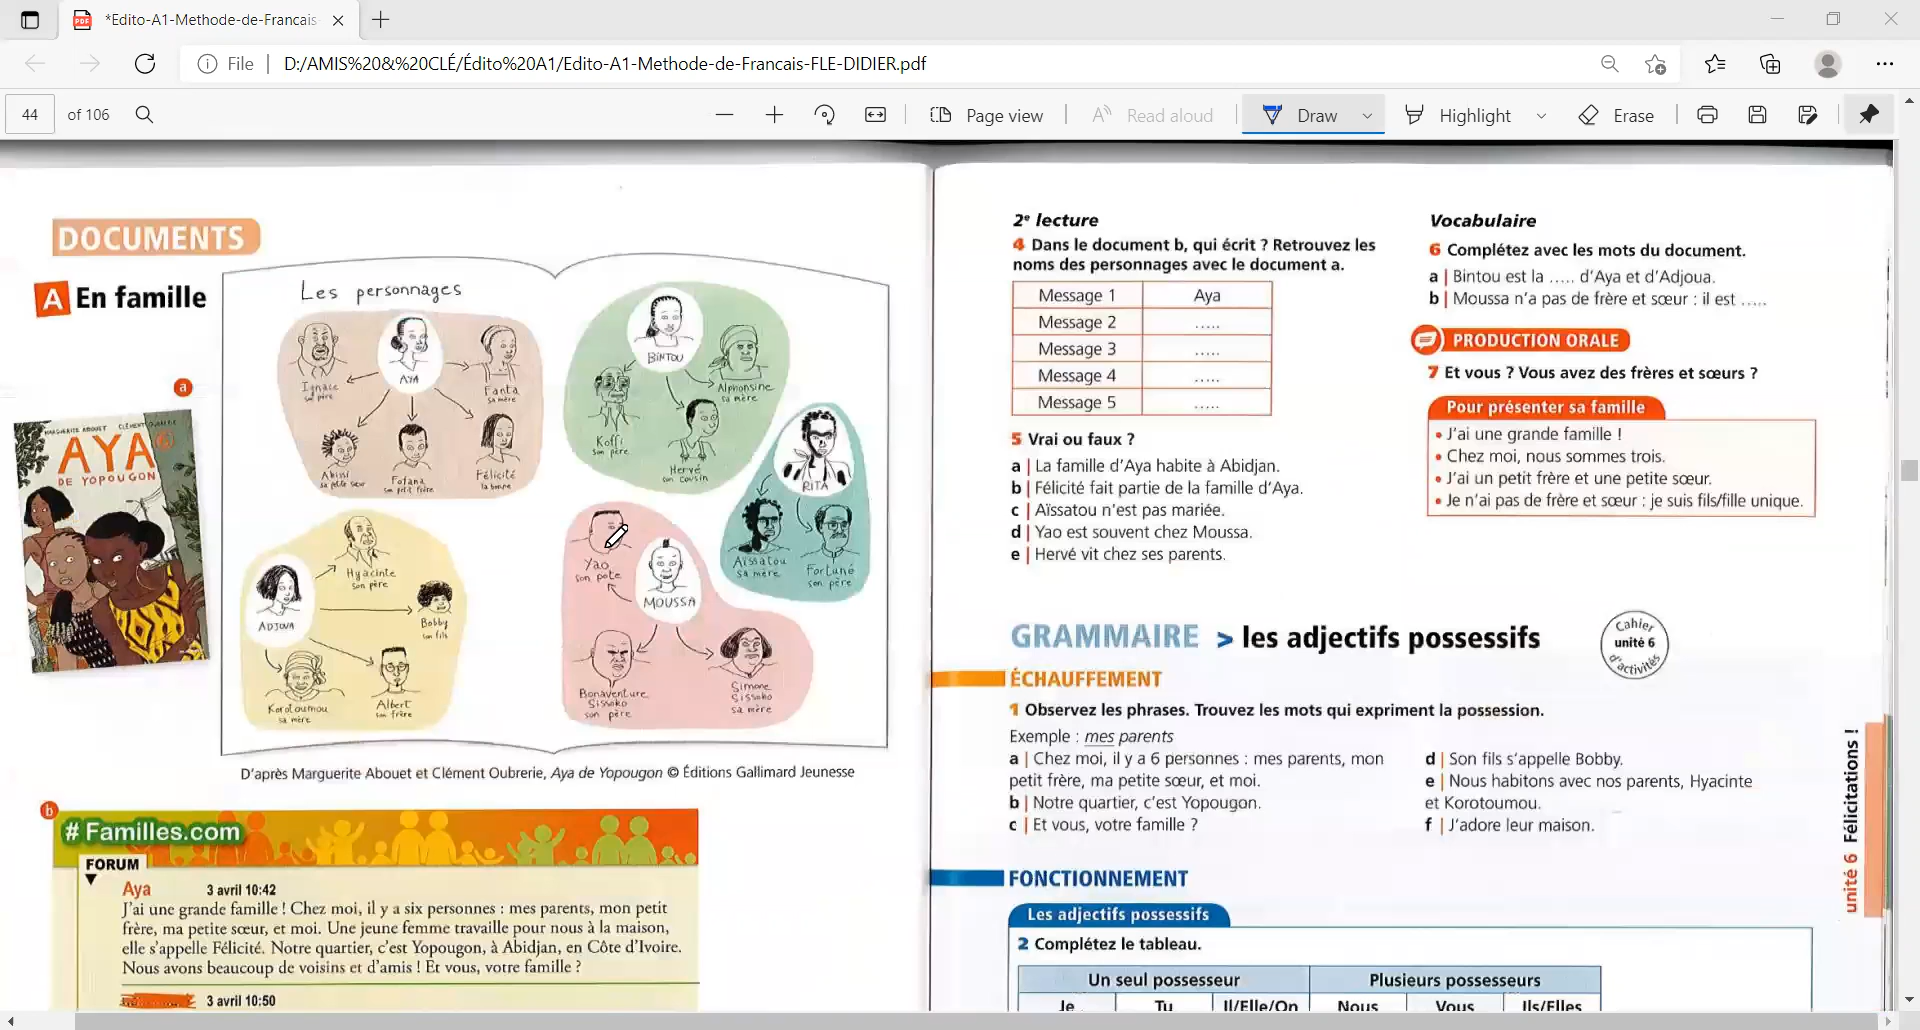 *Edito-A1-Methode-de-Francais
File
D:/AMIS%20&%20CLÉ/Édito%20A1/Edito-A1-Methode-de-Francais-FLE-DIDIER.pdf
44 of 106
Page view
Read aloud
Draw
Highlight
Erase
DOCUMENTS
A En famille
a
MARGUERITE ABOUET CLÉMENT OUBRERIE
AYA 6
DE YOPOUGON
Les personnages
Ignace
son père
AYA
Fanta
sa mère
Akissi
sa petite sœur
Fofana
son petit frère
Félicité
la bonne
BINTOU
Alphonsine
sa mère
Koffi
son père
Hervé
son cousin
RITA
Aïssatou
sa mère
Fortuné
son père
ADJOUA
Hyacinte
son père
Bobby
son fils
Korotoumou
sa mère
Albert
son frère
Yao
son pote
MOUSSA
Bonaventure
Sissoko
son père
Simone
Sissoko
sa mère
D'après Marguerite Abouet et Clément Oubrerie, Aya de Yopougon © Éditions Gallimard Jeunesse
b
# Familles.com
FORUM
Aya 3 avril 10:42
J'ai une grande famille ! Chez moi, il y a six personnes : mes parents, mon petit
frère, ma petite sœur, et moi. Une jeune femme travaille pour nous à la maison,
elle s'appelle Félicité. Notre quartier, c'est Yopougon, à Abidjan, en Côte d'Ivoire.
Nous avons beaucoup de voisins et d'amis ! Et vous, votre famille ?
3 avril 10:50
2e lecture
4 Dans le document b, qui écrit ? Retrouvez les
noms des personnages avec le document a.
Message 1 Aya
Message 2 .....
Message 3 .....
Message 4 .....
Message 5 .....
5 Vrai ou faux ?
a | La famille d'Aya habite à Abidjan.
b | Félicité fait partie de la famille d'Aya.
c | Aïssatou n'est pas mariée.
d | Yao est souvent chez Moussa.
e | Hervé vit chez ses parents.
Vocabulaire
6 Complétez avec les mots du document.
a | Bintou est la ..... d'Aya et d'Adjoua.
b | Moussa n'a pas de frère et sœur : il est .....
PRODUCTION ORALE
7 Et vous ? Vous avez des frères et sœurs ?
Pour présenter sa famille
• J'ai une grande famille !
• Chez moi, nous sommes trois.
• J'ai un petit frère et une petite sœur.
• Je n'ai pas de frère et sœur : je suis fils/fille unique.
GRAMMAIRE > les adjectifs possessifs
Cahier
unité 6
d'activités
ÉCHAUFFEMENT
1 Observez les phrases. Trouvez les mots qui expriment la possession.
Exemple : mes parents
a | Chez moi, il y a 6 personnes : mes parents, mon
petit frère, ma petite sœur, et moi.
b | Notre quartier, c'est Yopougon.
c | Et vous, votre famille ?
d | Son fils s'appelle Bobby.
e | Nous habitons avec nos parents, Hyacinte
et Korotoumou.
f | J'adore leur maison.
FONCTIONNEMENT
Les adjectifs possessifs
2 Complétez le tableau.
Un seul possesseur Plusieurs possesseurs
Je Tu Il/Elle/On Nous Vous Ils/Elles
unité 6 Félicitations !